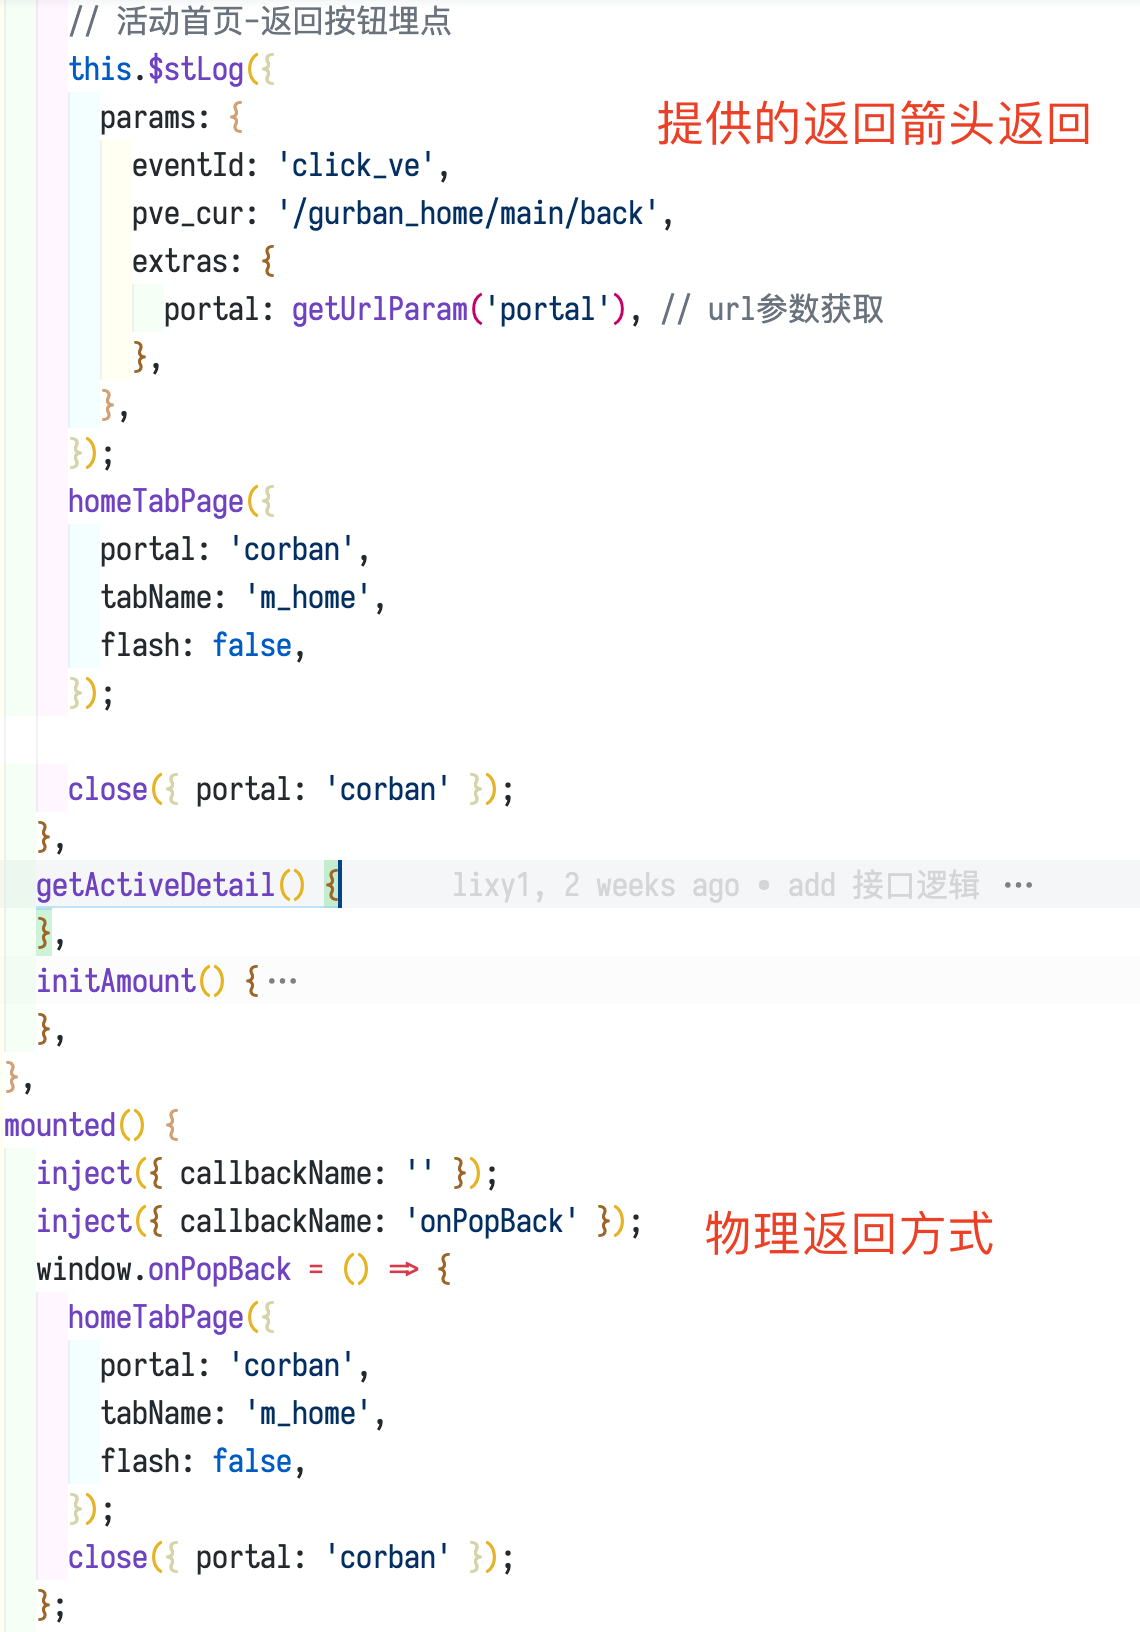 // 活动首页-返回按钮埋点
this.$stLog({
params: {
提供的返回箭头返回
eventId: 'click_ve',
pve_cur: '/gurban_home/main/back',
extras: {
portal: getUrlParam('portal'), // url参数获取
},
},
});
homeTabPage({
portal: 'corban',
tabName: 'm_home',
flash: false,
});
close({ portal: 'corban' });
},
getActiveDetail() { lixy1, 2 weeks ago • add 接口逻辑 ···
},
initAmount() {···
},
},
mounted() {
inject({ callbackName: '' });
inject({ callbackName: 'onPopBack' });
物理返回方式
window.onPopBack = () => {
homeTabPage({
portal: 'corban',
tabName: 'm_home',
flash: false,
});
close({ portal: 'corban' });
};